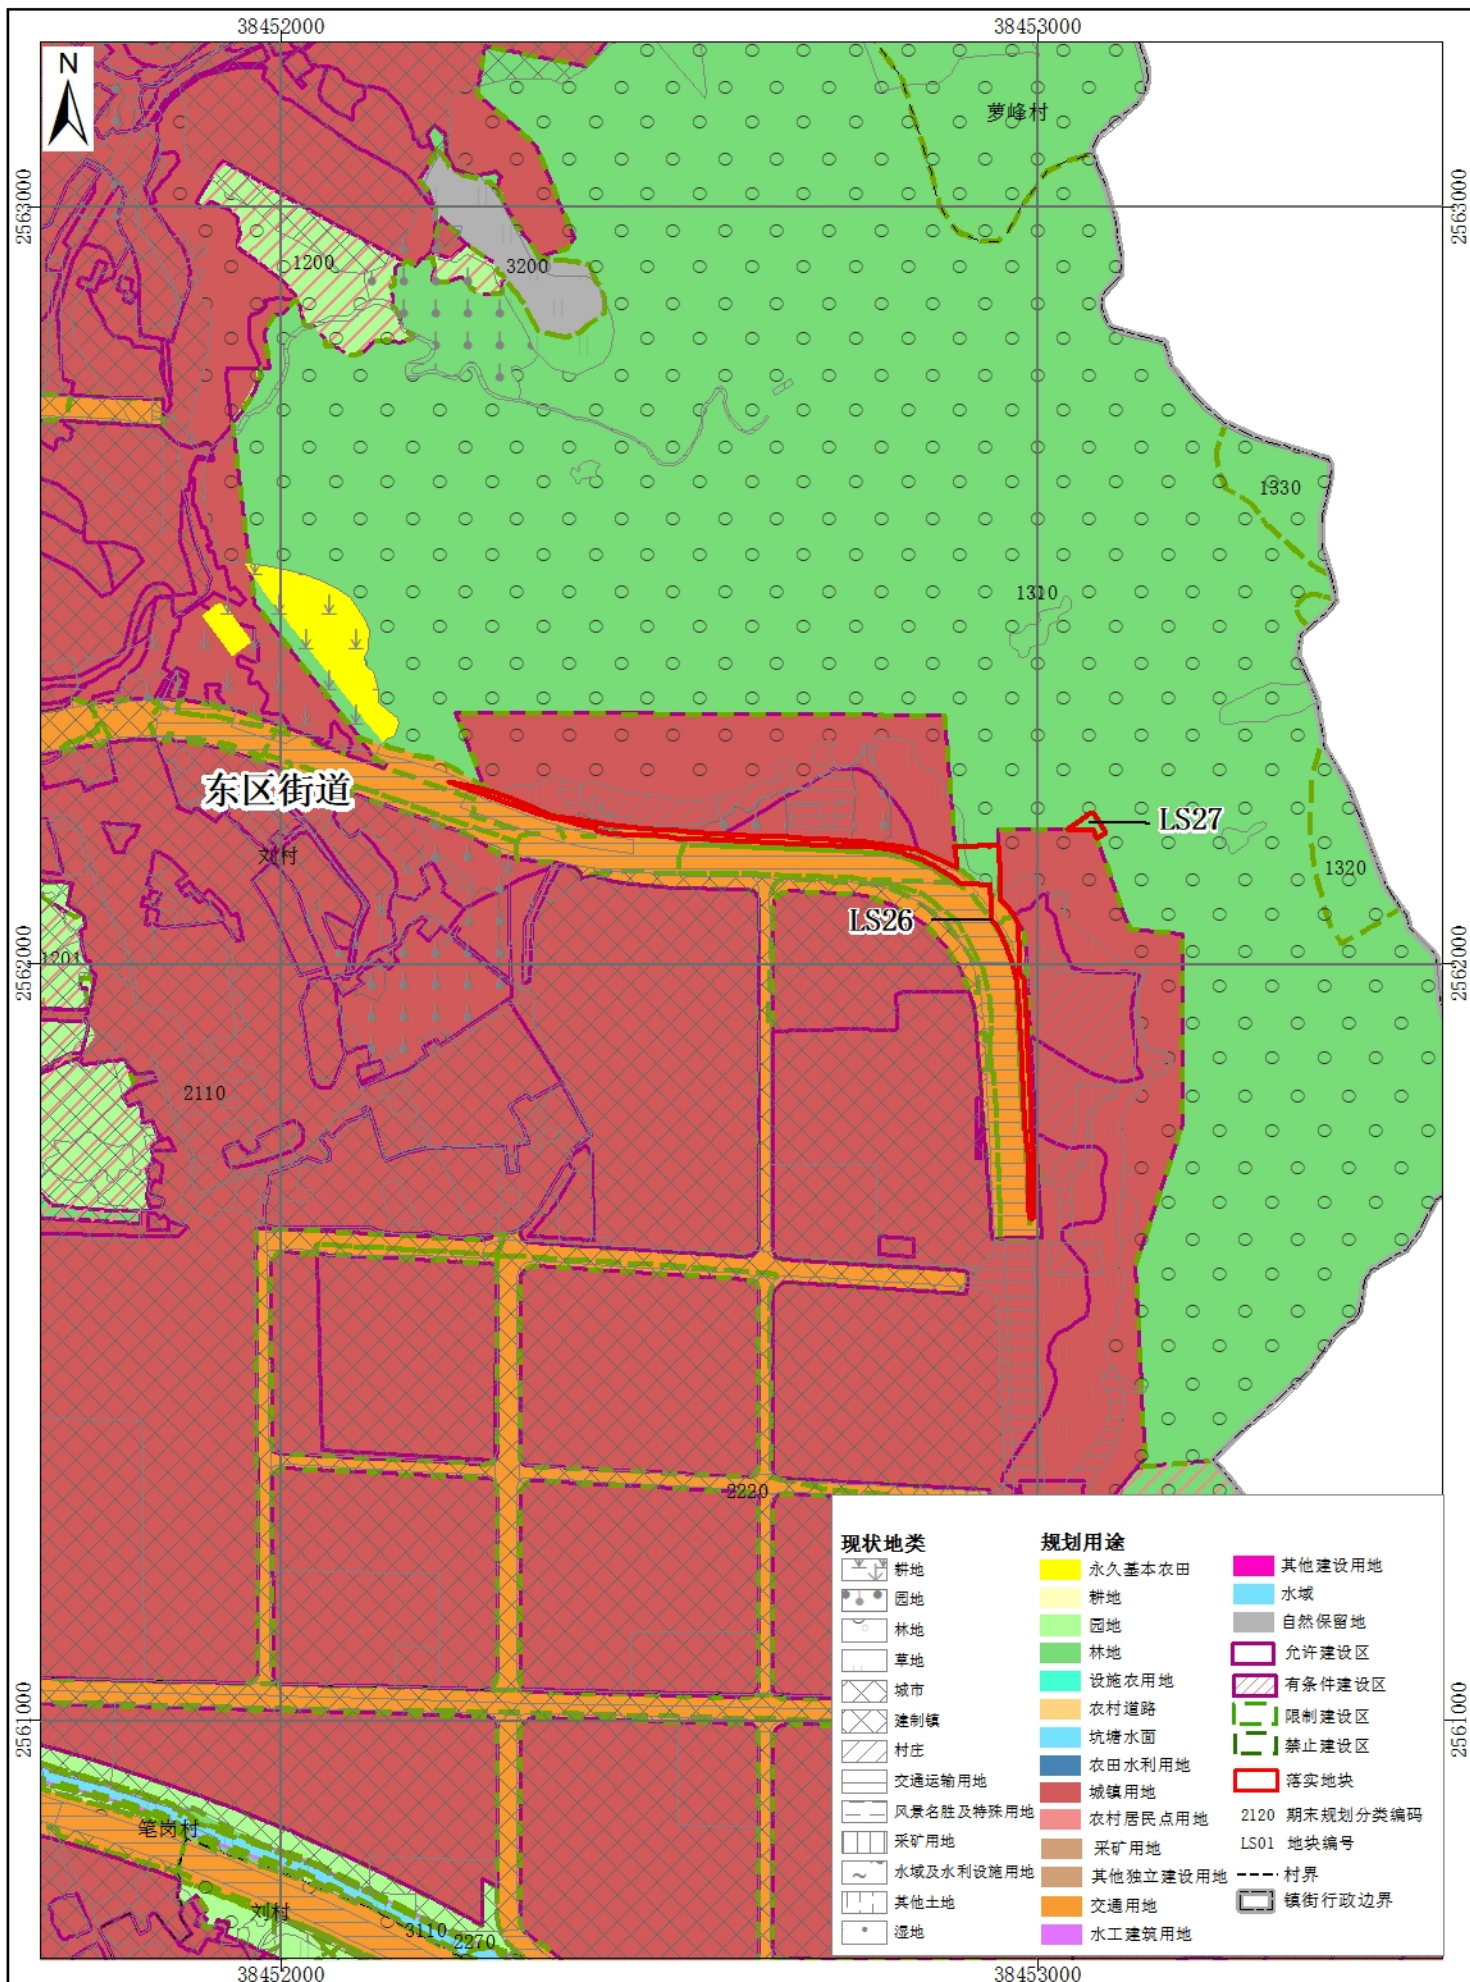 38452000
38453000
N
萝峰村
2563000
2563000
1200
3200
1330
1310
东区街道
刘村
LS27
1320
LS26
1201
2562000
2562000
2110
2220
2561000
2561000
笔岗村
刘村
3110
2270
现状地类
耕地
园地
林地
草地
城市
建制镇
村庄
交通运输用地
风景名胜及特殊用地
采矿用地
水域及水利设施用地
其他土地
湿地
规划用途
永久基本农田
耕地
园地
林地
设施农用地
农村道路
坑塘水面
农田水利用地
城镇用地
农村居民点用地
采矿用地
其他独立建设用地
交通用地
水工建筑用地
其他建设用地
水域
自然保留地
允许建设区
有条件建设区
限制建设区
禁止建设区
落实地块
2120 期末规划分类编码
LS01 地块编号
村界
镇街行政边界
38452000
38453000